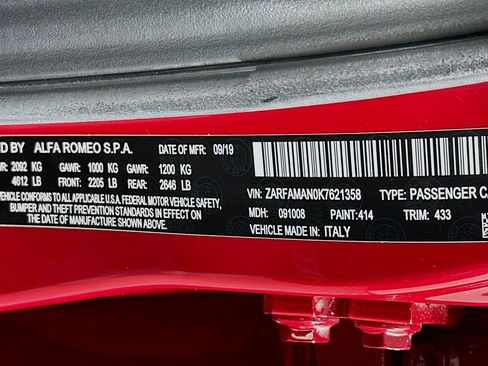 FD BY ALFA ROMEO S.P.A. DATE OF MFR: 09/19
R: 2092 KG GAWR: 1000 KG GAWR: 1200 KG
4612 LB FRONT: 2205 LB REAR: 2646 LB
VEHICLE CONFORMS TO ALL APPLICABLE U.S.A. FEDERAL MOTOR VEHICLE SAFETY,
BUMPER, AND THEFT PREVENTION STANDARDS IN EFFECT ON
THE DATE OF MANUFACTURE SHOWN ABOVE.
VIN: ZARFAMAN0K7621358 TYPE: PASSENGER CA
MDH: 091008 PAINT:414 TRIM: 433
VEHICLE MADE IN: ITALY